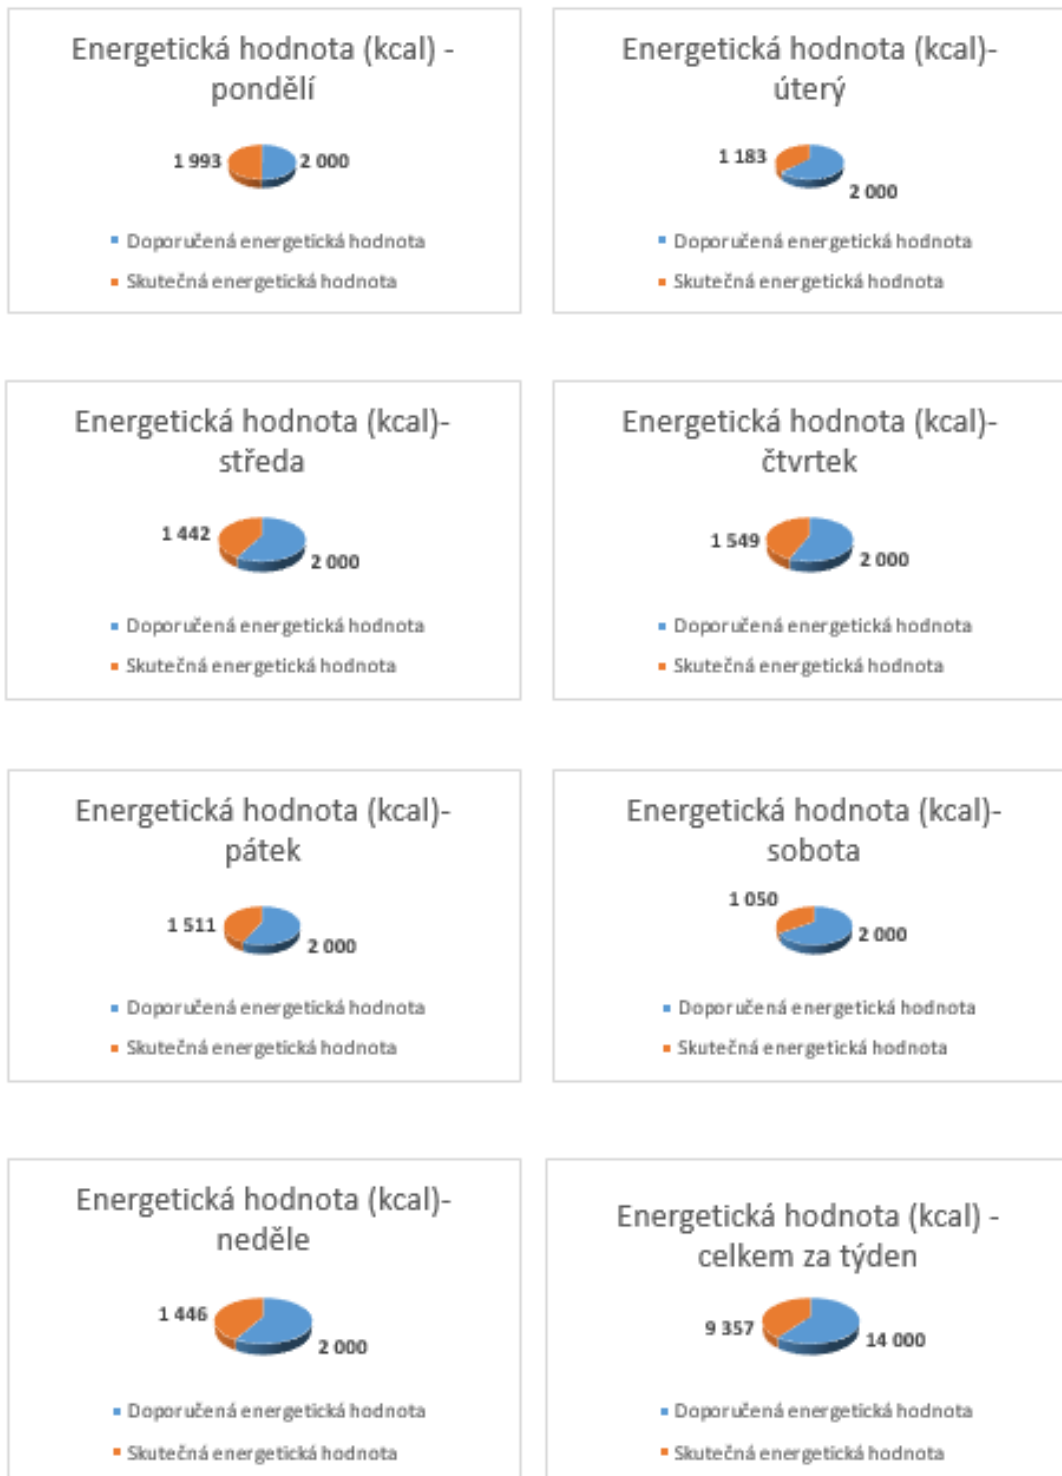 Energetická hodnota (kcal) -
pondělí
1 993
2 000
Doporučená energetická hodnota
Skutečná energetická hodnota
Energetická hodnota (kcal)-
úterý
1 183
2 000
Doporučená energetická hodnota
Skutečná energetická hodnota
Energetická hodnota (kcal)-
středa
1 442
2 000
Doporučená energetická hodnota
Skutečná energetická hodnota
Energetická hodnota (kcal)-
čtvrtek
1 549
2 000
Doporučená energetická hodnota
Skutečná energetická hodnota
Energetická hodnota (kcal)-
pátek
1 511
2 000
Doporučená energetická hodnota
Skutečná energetická hodnota
Energetická hodnota (kcal)-
sobota
1 050
2 000
Doporučená energetická hodnota
Skutečná energetická hodnota
Energetická hodnota (kcal)-
neděle
1 446
2 000
Doporučená energetická hodnota
Skutečná energetická hodnota
Energetická hodnota (kcal) -
celkem za týden
9 357
14 000
Doporučená energetická hodnota
Skutečná energetická hodnota